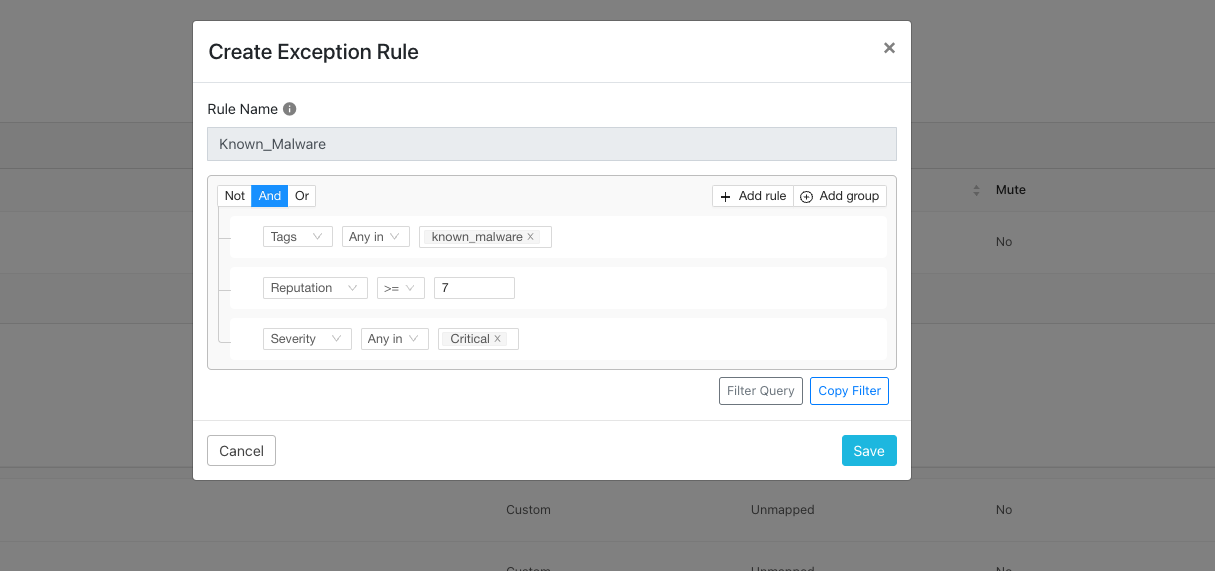 Create Exception Rule ×
Rule Name
Known_Malware
Not And Or + Add rule Add group
Mute
Tags Any in known_malware x
No
Reputation >= 7
Severity Any in Critical x
Filter Query Copy Filter
Cancel Save
Custom Unmapped No
Custom Unmapped No